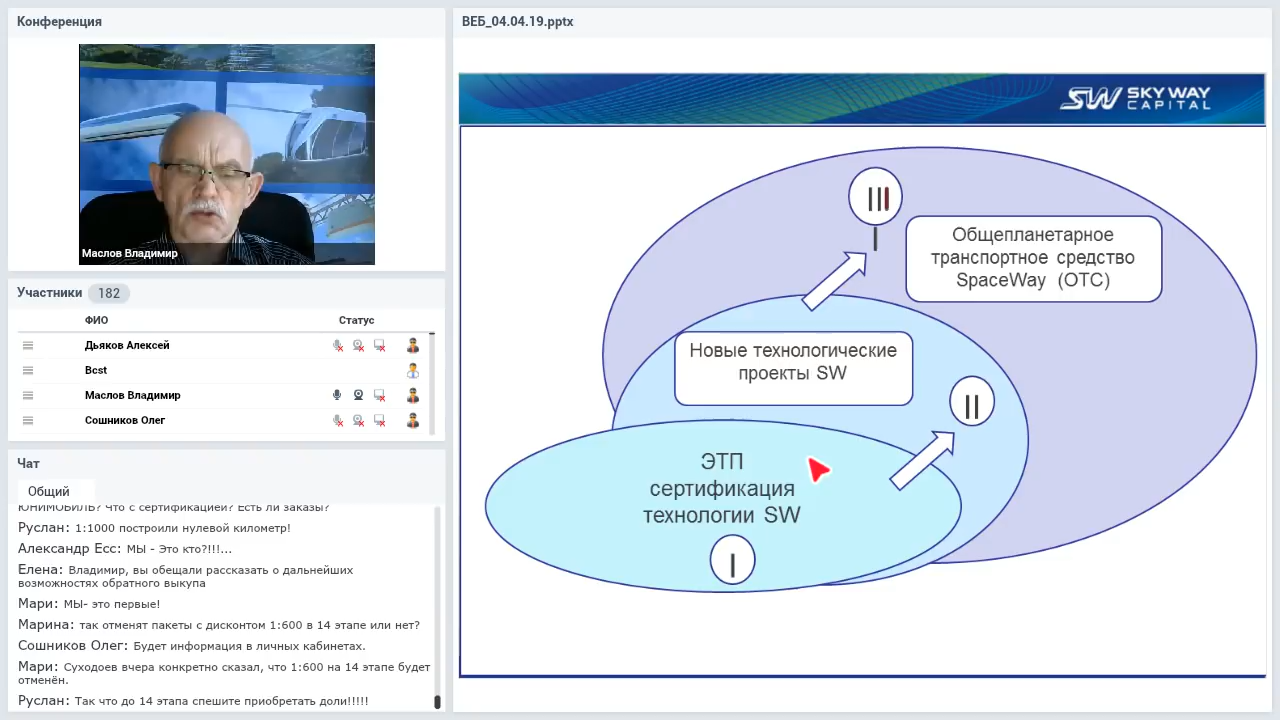 Конференция
Маслов Владимир
Участники 182
ФИО Статус
Дьяков Алексей
Bcst
Маслов Владимир
Сошников Олег
Чат
Общий
ЮНИМОБИЛЬ? Что с сертификацией? Есть ли заказы?
Руслан: 1:1000 построили нулевой километр!
Александр Есс: МЫ - Это кто?!!!...
Елена: Владимир, вы обещали рассказать о дальнейших
возможностях обратного выкупа
Мари: МЫ- это первые!
Марина: так отменят пакеты с дисконтом 1:600 в 14 этапе или нет?
Сошников Олег: Будет информация в личных кабинетах.
Мари: Суходоев вчера конкретно сказал, что 1:600 на 14 этапе будет
отменён.
Руслан: Так что до 14 этапа спешите приобретать доли!!!!!
ВЕБ_04.04.19.pptx
SW SKY WAY
CAPITAL
III
I
Общепланетарное
транспортное средство
SpaceWay (ОТС)
Новые технологические
проекты SW
II
ЭТП
сертификация
технологии SW
I